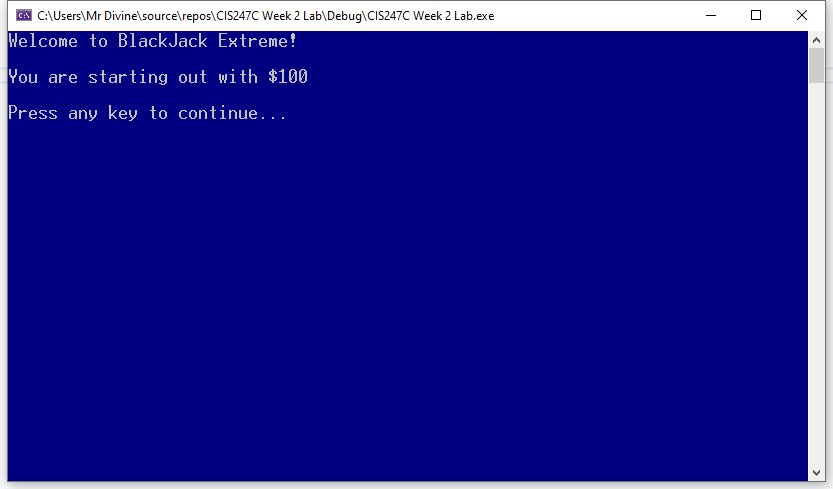 C:\Users\Mr Divine\source\repos\CIS247C Week 2 Lab\Debug\CIS247C Week 2 Lab.exe
Welcome to BlackJack Extreme!
You are starting out with $100
Press any key to continue...